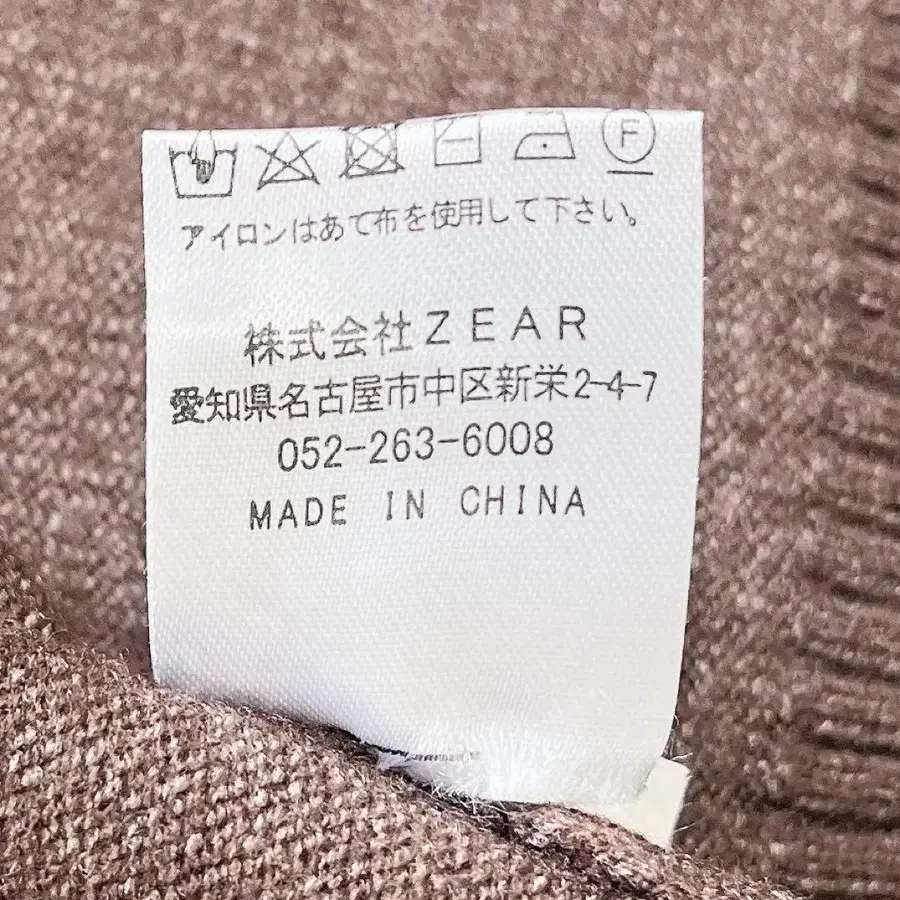 F
アイロンはあて布を使用して下さい。
株式会社ZEAR
愛知県名古屋市中区新栄2-4-7
052-263-6008
MADE IN CHINA